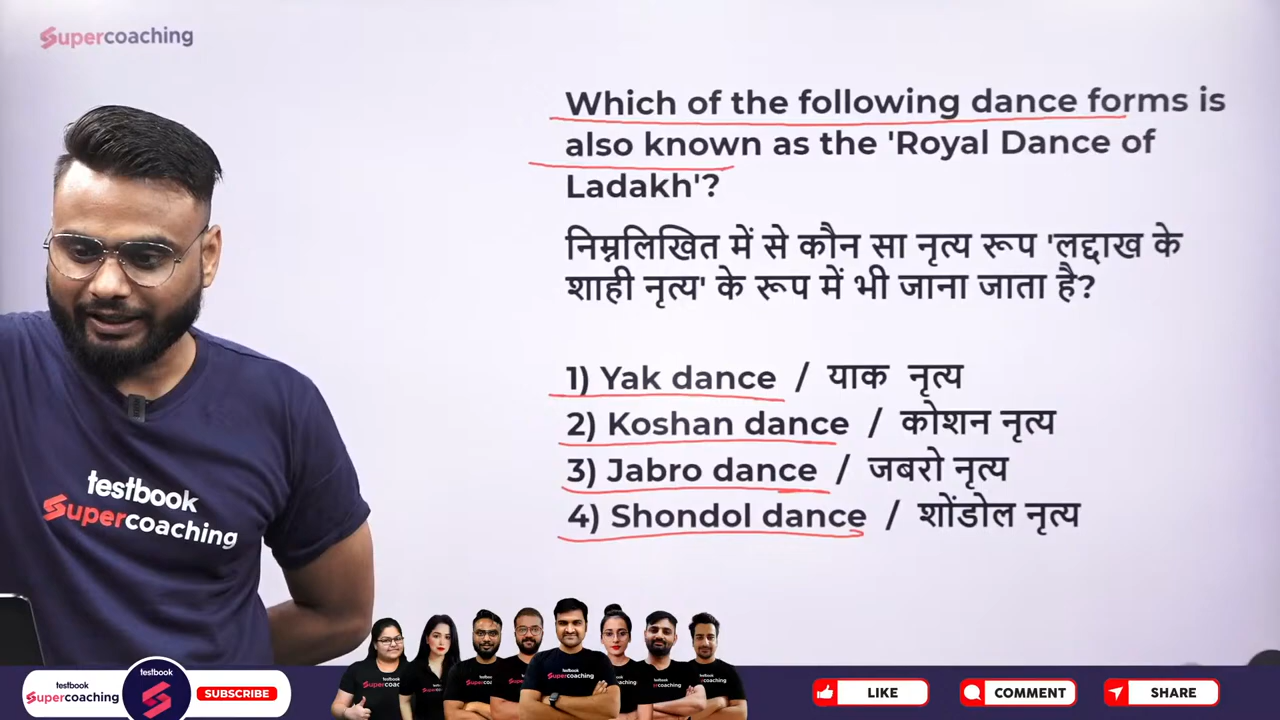 Supercoaching
Which of the following dance forms is
also known as the 'Royal Dance of
Ladakh'?
निम्नलिखित में से कौन सा नृत्य रूप 'लद्दाख के
शाही नृत्य' के रूप में भी जाना जाता है?
1) Yak dance / याक नृत्य
2) Koshan dance / कोशन नृत्य
3) Jabro dance / जबरो नृत्य
4) Shondol dance / शोंडोल नृत्य
testbook
Supercoaching
testbook
Supercoaching
testbook
SUBSCRIBE
LIKE
COMMENT
SHARE